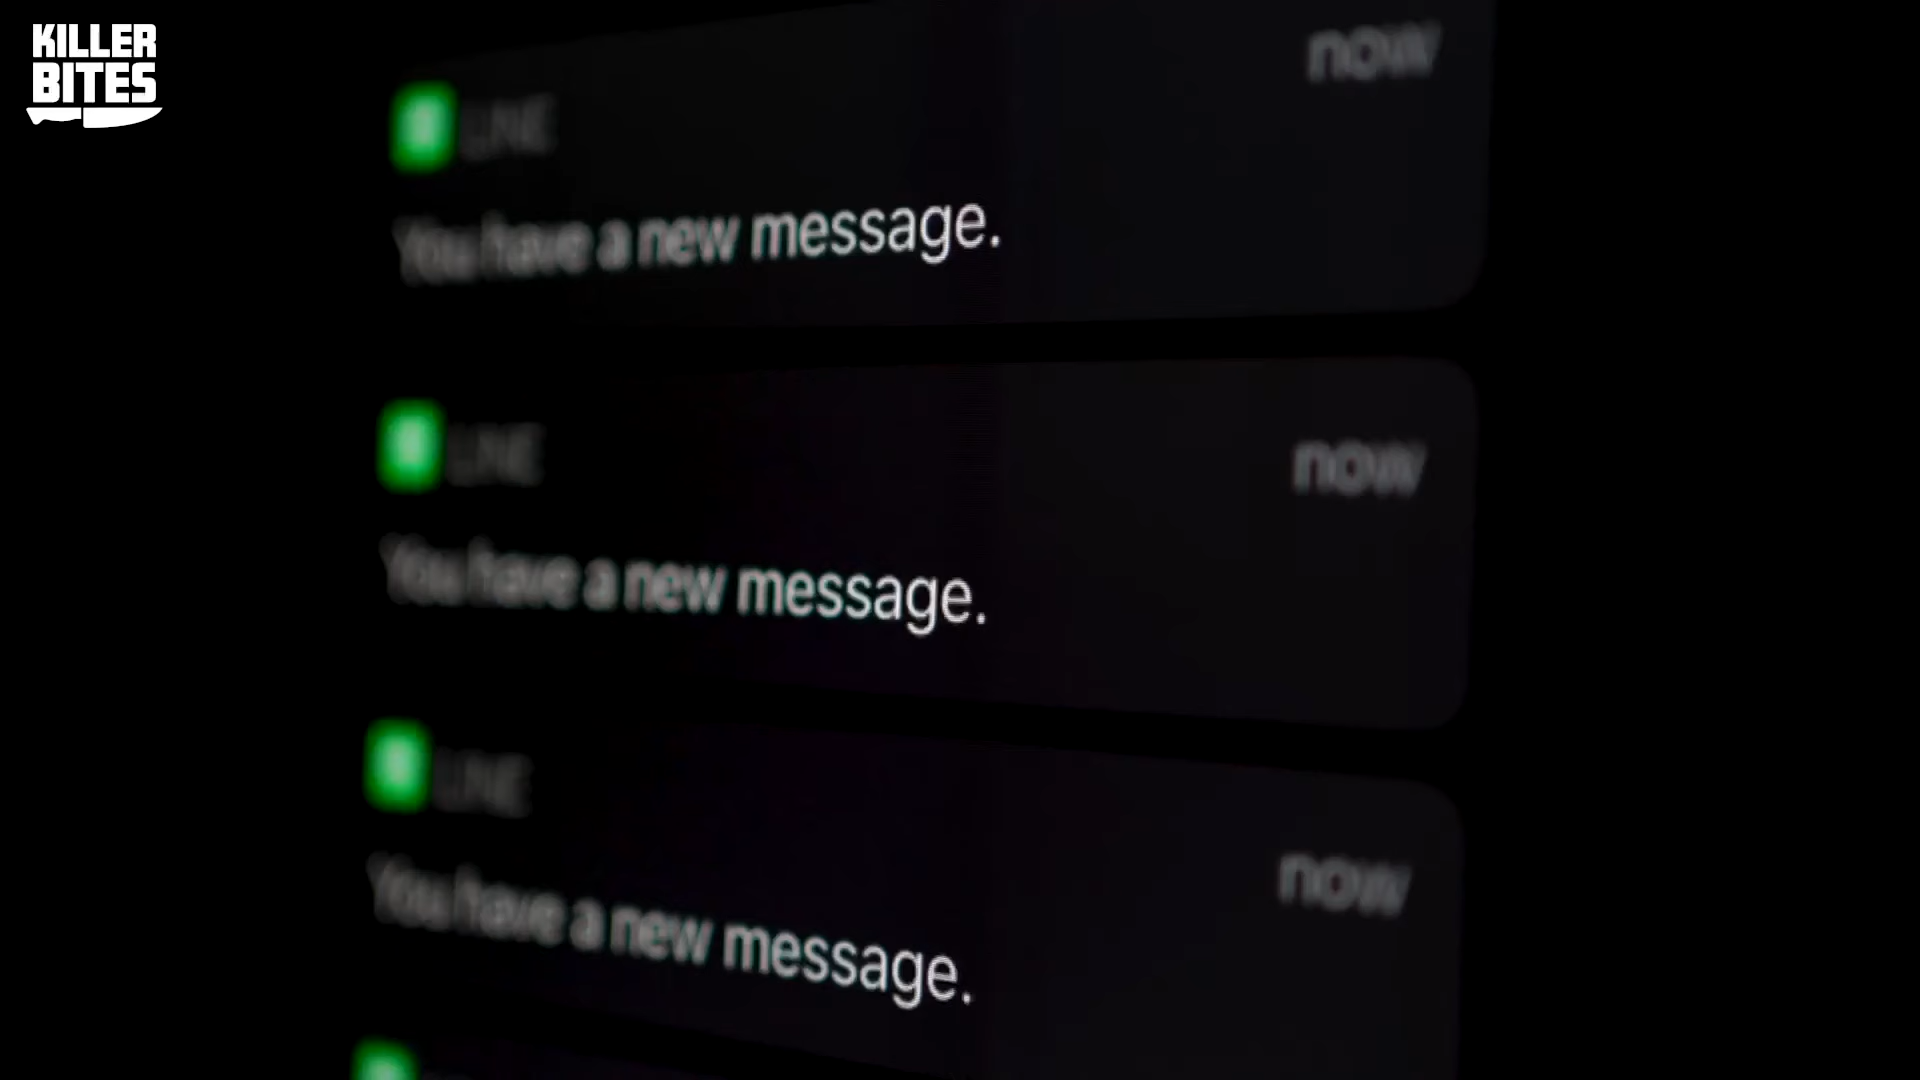 KILLER
BITES
now
LINE
You have a new message.
LINE
now
You have a new message.
LINE
now
You have a new message.